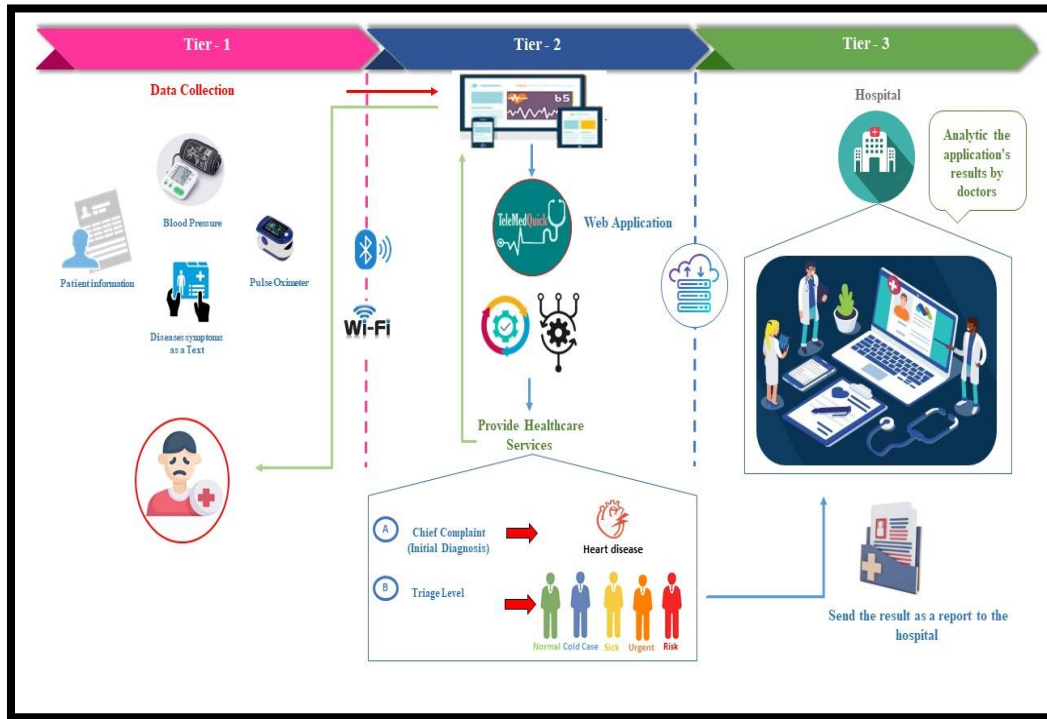 Tier - 1
Tier - 2
Tier - 3
Data Collection
Blood Pressure
Patient information
Pulse Oximeter
Diseases symptoms
as a Text
Wi-Fi
65
TeleMedQuick
Web Application
Provide Healthcare
Services
A
Chief Complaint
(Initial Diagnosis)
Heart disease
B
Triage Level
Normal
Cold Case
Sick
Urgent
Risk
Hospital
Analytic the
application's
results by
doctors
Send the result as a report to the
hospital